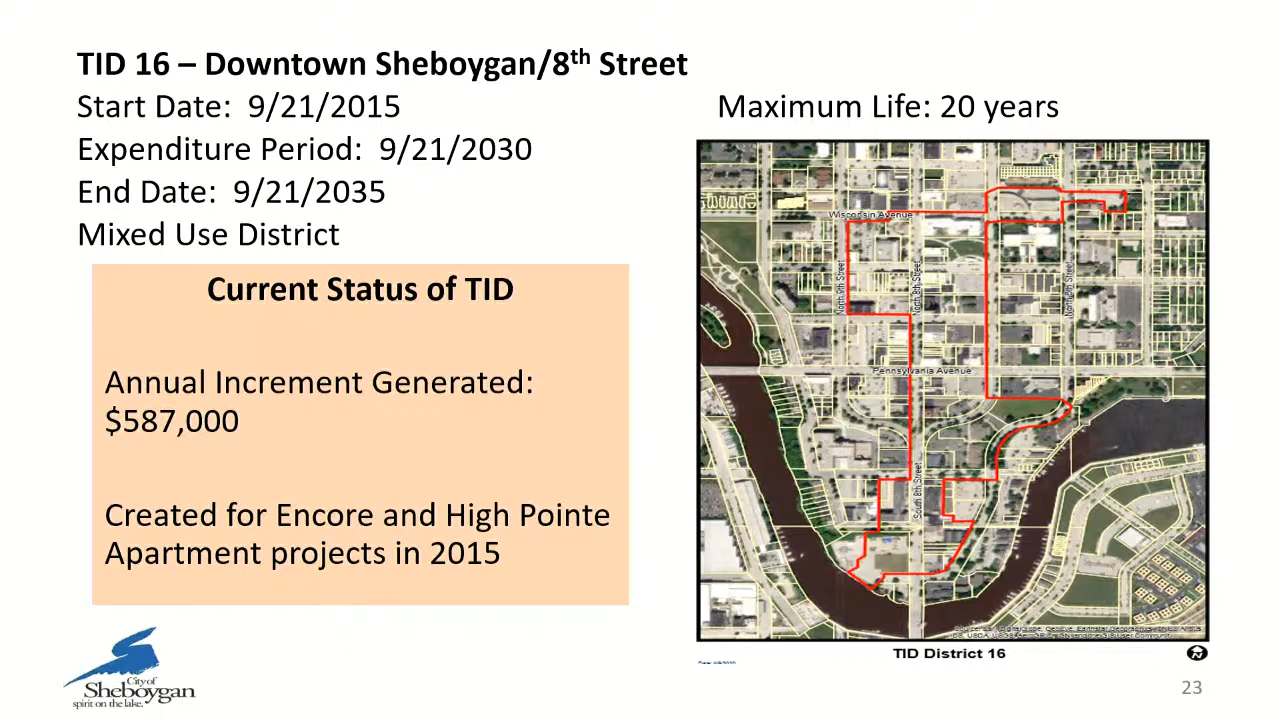 TID 16 – Downtown Sheboygan/8th Street
Start Date: 9/21/2015
Maximum Life: 20 years
Expenditure Period: 9/21/2030
End Date: 9/21/2035
Mixed Use District
Current Status of TID
Annual Increment Generated:
$587,000
Created for Encore and High Pointe
Apartment projects in 2015
Wisconsin Avenue
North 9th Street
North 8th Street
North 6th Street
Pennsylvania Avenue
South 8th Street
TID District 16
City of
Sheboygan
spirit on the lake.
23